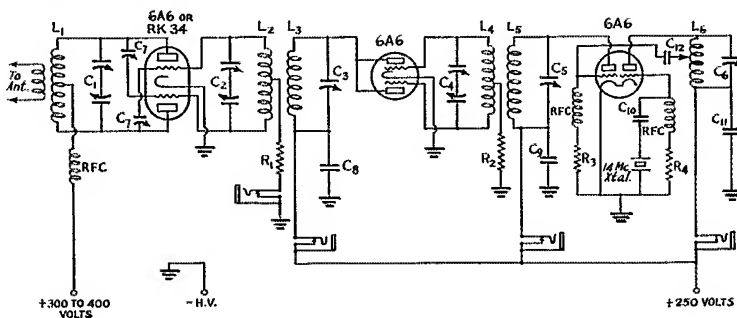 6A6 OR
RK 34
L1
C7
L2
L3
6A6
L4
L5
6A6
C12
L6
To
Ant.
C1
C2
C3
C4
C5
C6
C7
RFC
C10
RFC
C11
RFC
R1
C8
R2
C9
R3
14 Mc
Xtal.
R4
+300 TO 400
VOLTS
- H.V.
+250 VOLTS